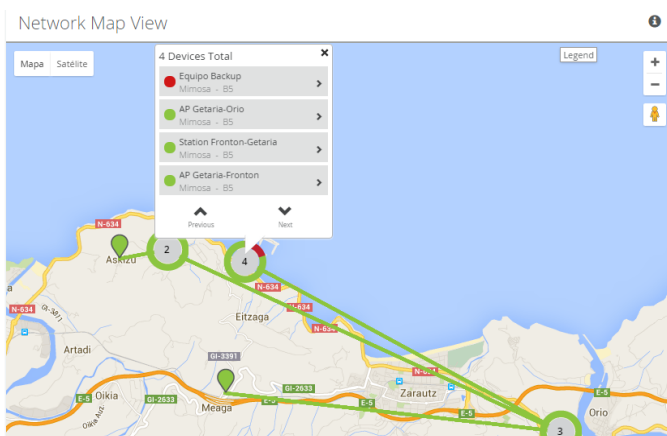 Network Map View
Mapa
Satélite
4 Devices Total
Equipo Backup
Mimosa - B5
AP Getaria-Orio
Mimosa - B5
Station Fronton-Getaria
Mimosa - B5
AP Getaria-Fronton
Mimosa - B5
Previous
Next
Legend
N-634
Askizu
2
4
a
N-634
GI-3391
Eitzaga
N-634
N-634
Artadi
GI-3391
N-634
E-5
Oikia
GI-2633
Meaga
GI-2633
E-5
Zarautz
E-5
Orio
3